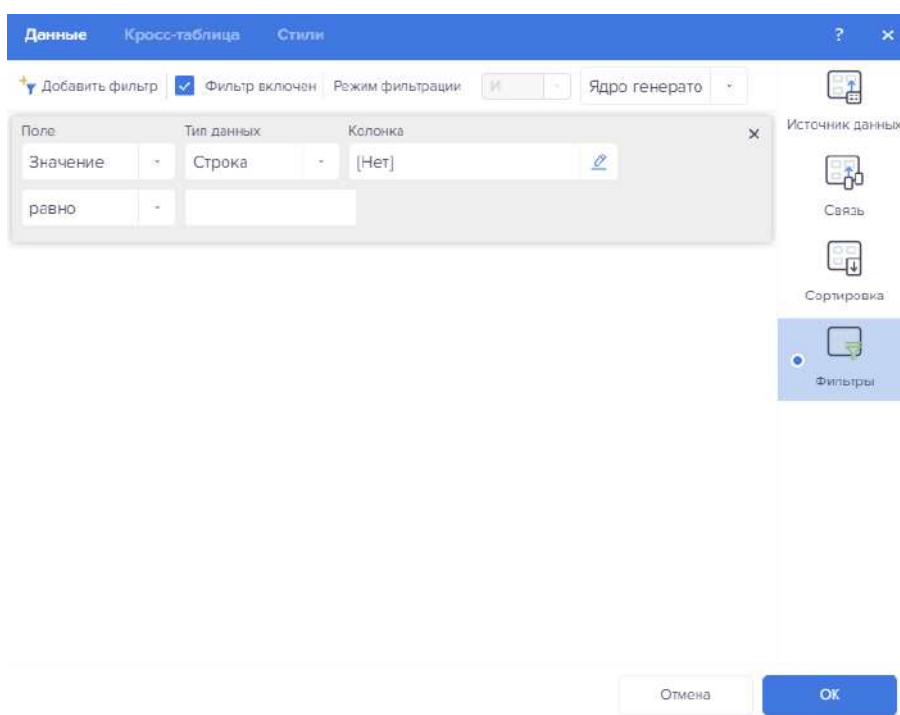 Данные Кросс-таблица Стили ? ×
Добавить фильтр Фильтр включен Режим фильтрации И Ядро генерато
Поле Тип данных Колонка ×
Значение Строка [Нет]
равно
Источник данных
Связь
Сортировка
Фильтры
Отмена OK